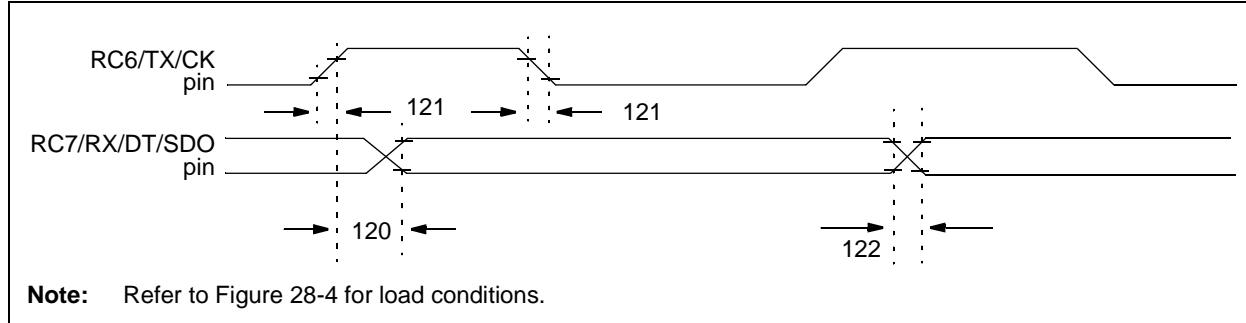 RC6/TX/CK
pin
121
121
RC7/RX/DT/SDO
pin
120
122
Note: Refer to Figure 28-4 for load conditions.